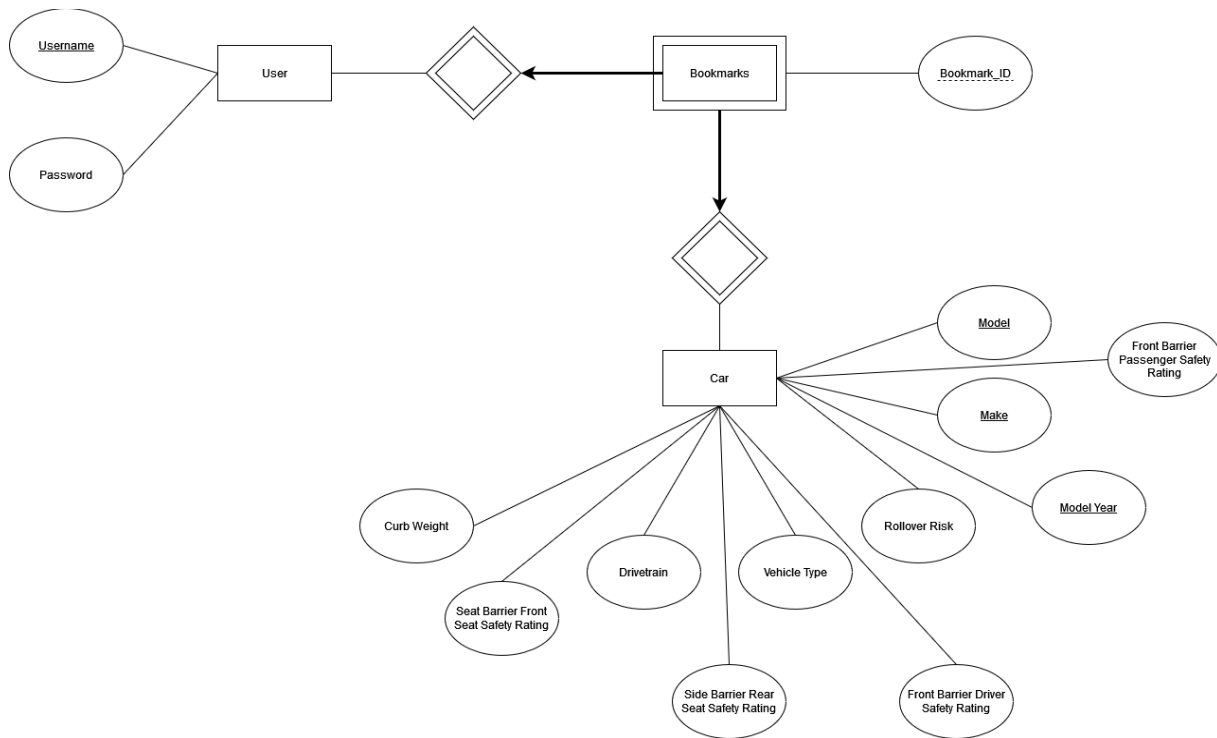 Username
User
Bookmarks
Bookmark_ID
Password
Model
Front Barrier
Passenger Safety
Rating
Car
Make
Model Year
Curb Weight
Rollover Risk
Drivetrain
Vehicle Type
Seat Barrier Front
Seat Safety Rating
Side Barrier Rear
Seat Safety Rating
Front Barrier Driver
Safety Rating